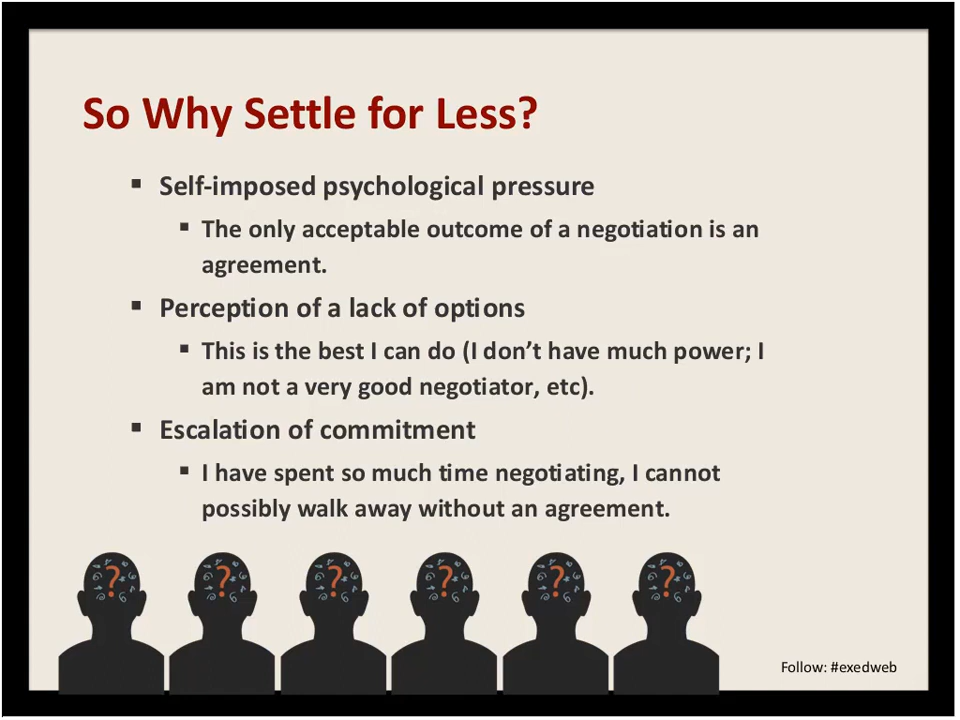 So Why Settle for Less?
▪ Self-imposed psychological pressure
▪ The only acceptable outcome of a negotiation is an
agreement.
▪ Perception of a lack of options
▪ This is the best I can do (I don’t have much power; I
am not a very good negotiator, etc).
▪ Escalation of commitment
▪ I have spent so much time negotiating, I cannot
possibly walk away without an agreement.
? ? ? ? ? ?
Follow: #exedweb